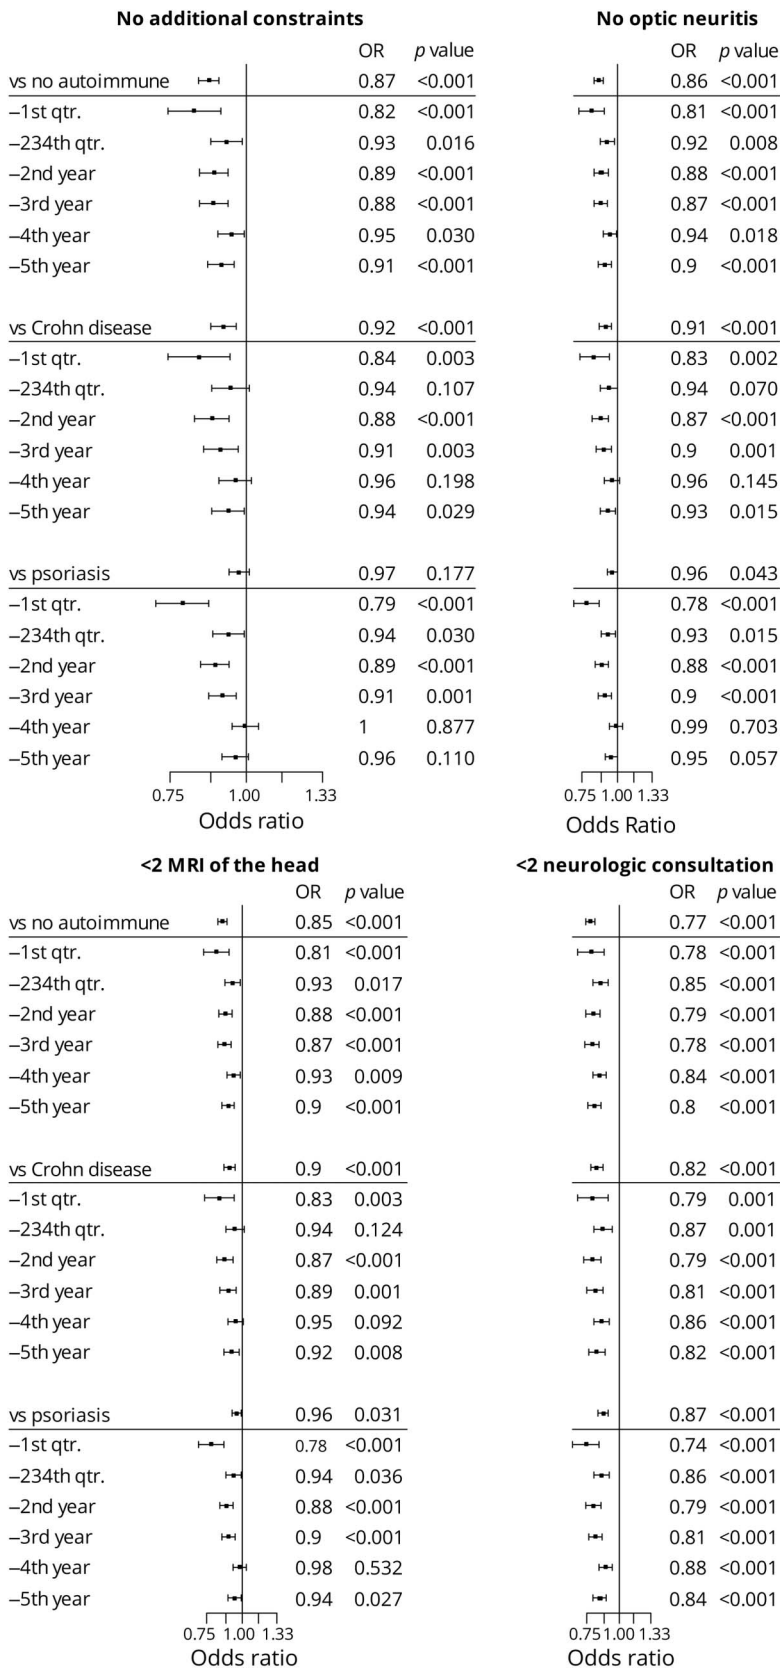 No additional constraints No optic neuritis
OR p value OR p value
vs no autoimmune 0.87 <0.001 0.86 <0.001
−1st qtr. 0.82 <0.001 0.81 <0.001
−234th qtr. 0.93 0.016 0.92 0.008
−2nd year 0.89 <0.001 0.88 <0.001
−3rd year 0.88 <0.001 0.87 <0.001
−4th year 0.95 0.030 0.94 0.018
−5th year 0.91 <0.001 0.9 <0.001
vs Crohn disease 0.92 <0.001 0.91 <0.001
−1st qtr. 0.84 0.003 0.83 0.002
−234th qtr. 0.94 0.107 0.94 0.070
−2nd year 0.88 <0.001 0.87 <0.001
−3rd year 0.91 0.003 0.9 0.001
−4th year 0.96 0.198 0.96 0.145
−5th year 0.94 0.029 0.93 0.015
vs psoriasis 0.97 0.177 0.96 0.043
−1st qtr. 0.79 <0.001 0.78 <0.001
−234th qtr. 0.94 0.030 0.93 0.015
−2nd year 0.89 <0.001 0.88 <0.001
−3rd year 0.91 0.001 0.9 <0.001
−4th year 1 0.877 0.99 0.703
−5th year 0.96 0.110 0.95 0.057
0.75 1.00 1.33 0.75 1.00 1.33
Odds ratio Odds Ratio
<2 MRI of the head <2 neurologic consultation
OR p value OR p value
vs no autoimmune 0.85 <0.001 0.77 <0.001
−1st qtr. 0.81 <0.001 0.78 <0.001
−234th qtr. 0.93 0.017 0.85 <0.001
−2nd year 0.88 <0.001 0.79 <0.001
−3rd year 0.87 <0.001 0.78 <0.001
−4th year 0.93 0.009 0.84 <0.001
−5th year 0.9 <0.001 0.8 <0.001
vs Crohn disease 0.9 <0.001 0.82 <0.001
−1st qtr. 0.83 0.003 0.79 0.001
−234th qtr. 0.94 0.124 0.87 0.001
−2nd year 0.87 <0.001 0.79 <0.001
−3rd year 0.89 0.001 0.81 <0.001
−4th year 0.95 0.092 0.86 <0.001
−5th year 0.92 0.008 0.82 <0.001
vs psoriasis 0.96 0.031 0.87 <0.001
−1st qtr. 0.78 <0.001 0.74 <0.001
−234th qtr. 0.94 0.036 0.86 <0.001
−2nd year 0.88 <0.001 0.79 <0.001
−3rd year 0.9 <0.001 0.81 <0.001
−4th year 0.98 0.532 0.88 <0.001
−5th year 0.94 0.027 0.84 <0.001
0.75 1.00 1.33 0.75 1.00 1.33
Odds ratio Odds ratio